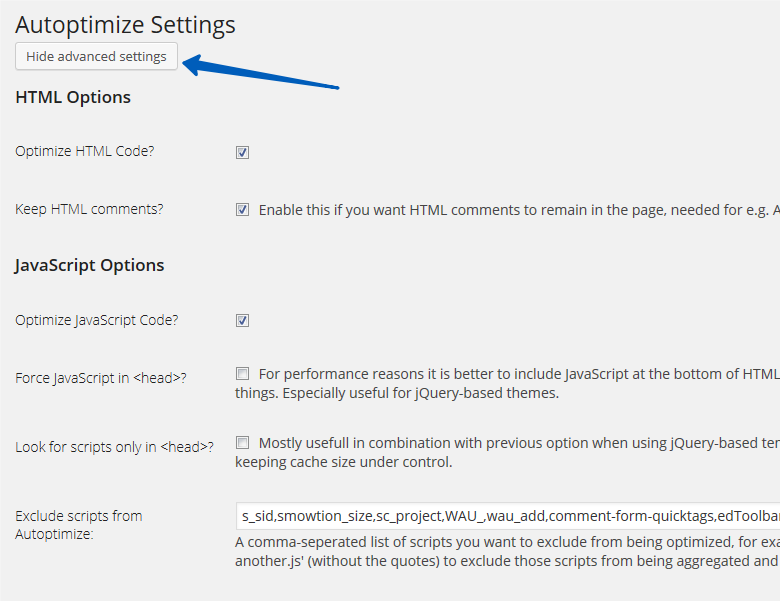 Autoptimize Settings
Hide advanced settings
HTML Options
Optimize HTML Code?
Keep HTML comments?
Enable this if you want HTML comments to remain in the page, needed for e.g. A
JavaScript Options
Optimize JavaScript Code?
Force JavaScript in <head>?
For performance reasons it is better to include JavaScript at the bottom of HTML
things. Especially useful for jQuery-based themes.
Look for scripts only in <head>?
Mostly usefull in combination with previous option when using jQuery-based
keeping cache size under control.
Exclude scripts from
Autoptimize:
s_sid,smowtion_size,sc_project,WAU_,wau_add,comment-form-quicktags,edToolbar
A comma-seperated list of scripts you want to exclude from being optimized, for
another.js' (without the quotes) to exclude those scripts from being aggregated and